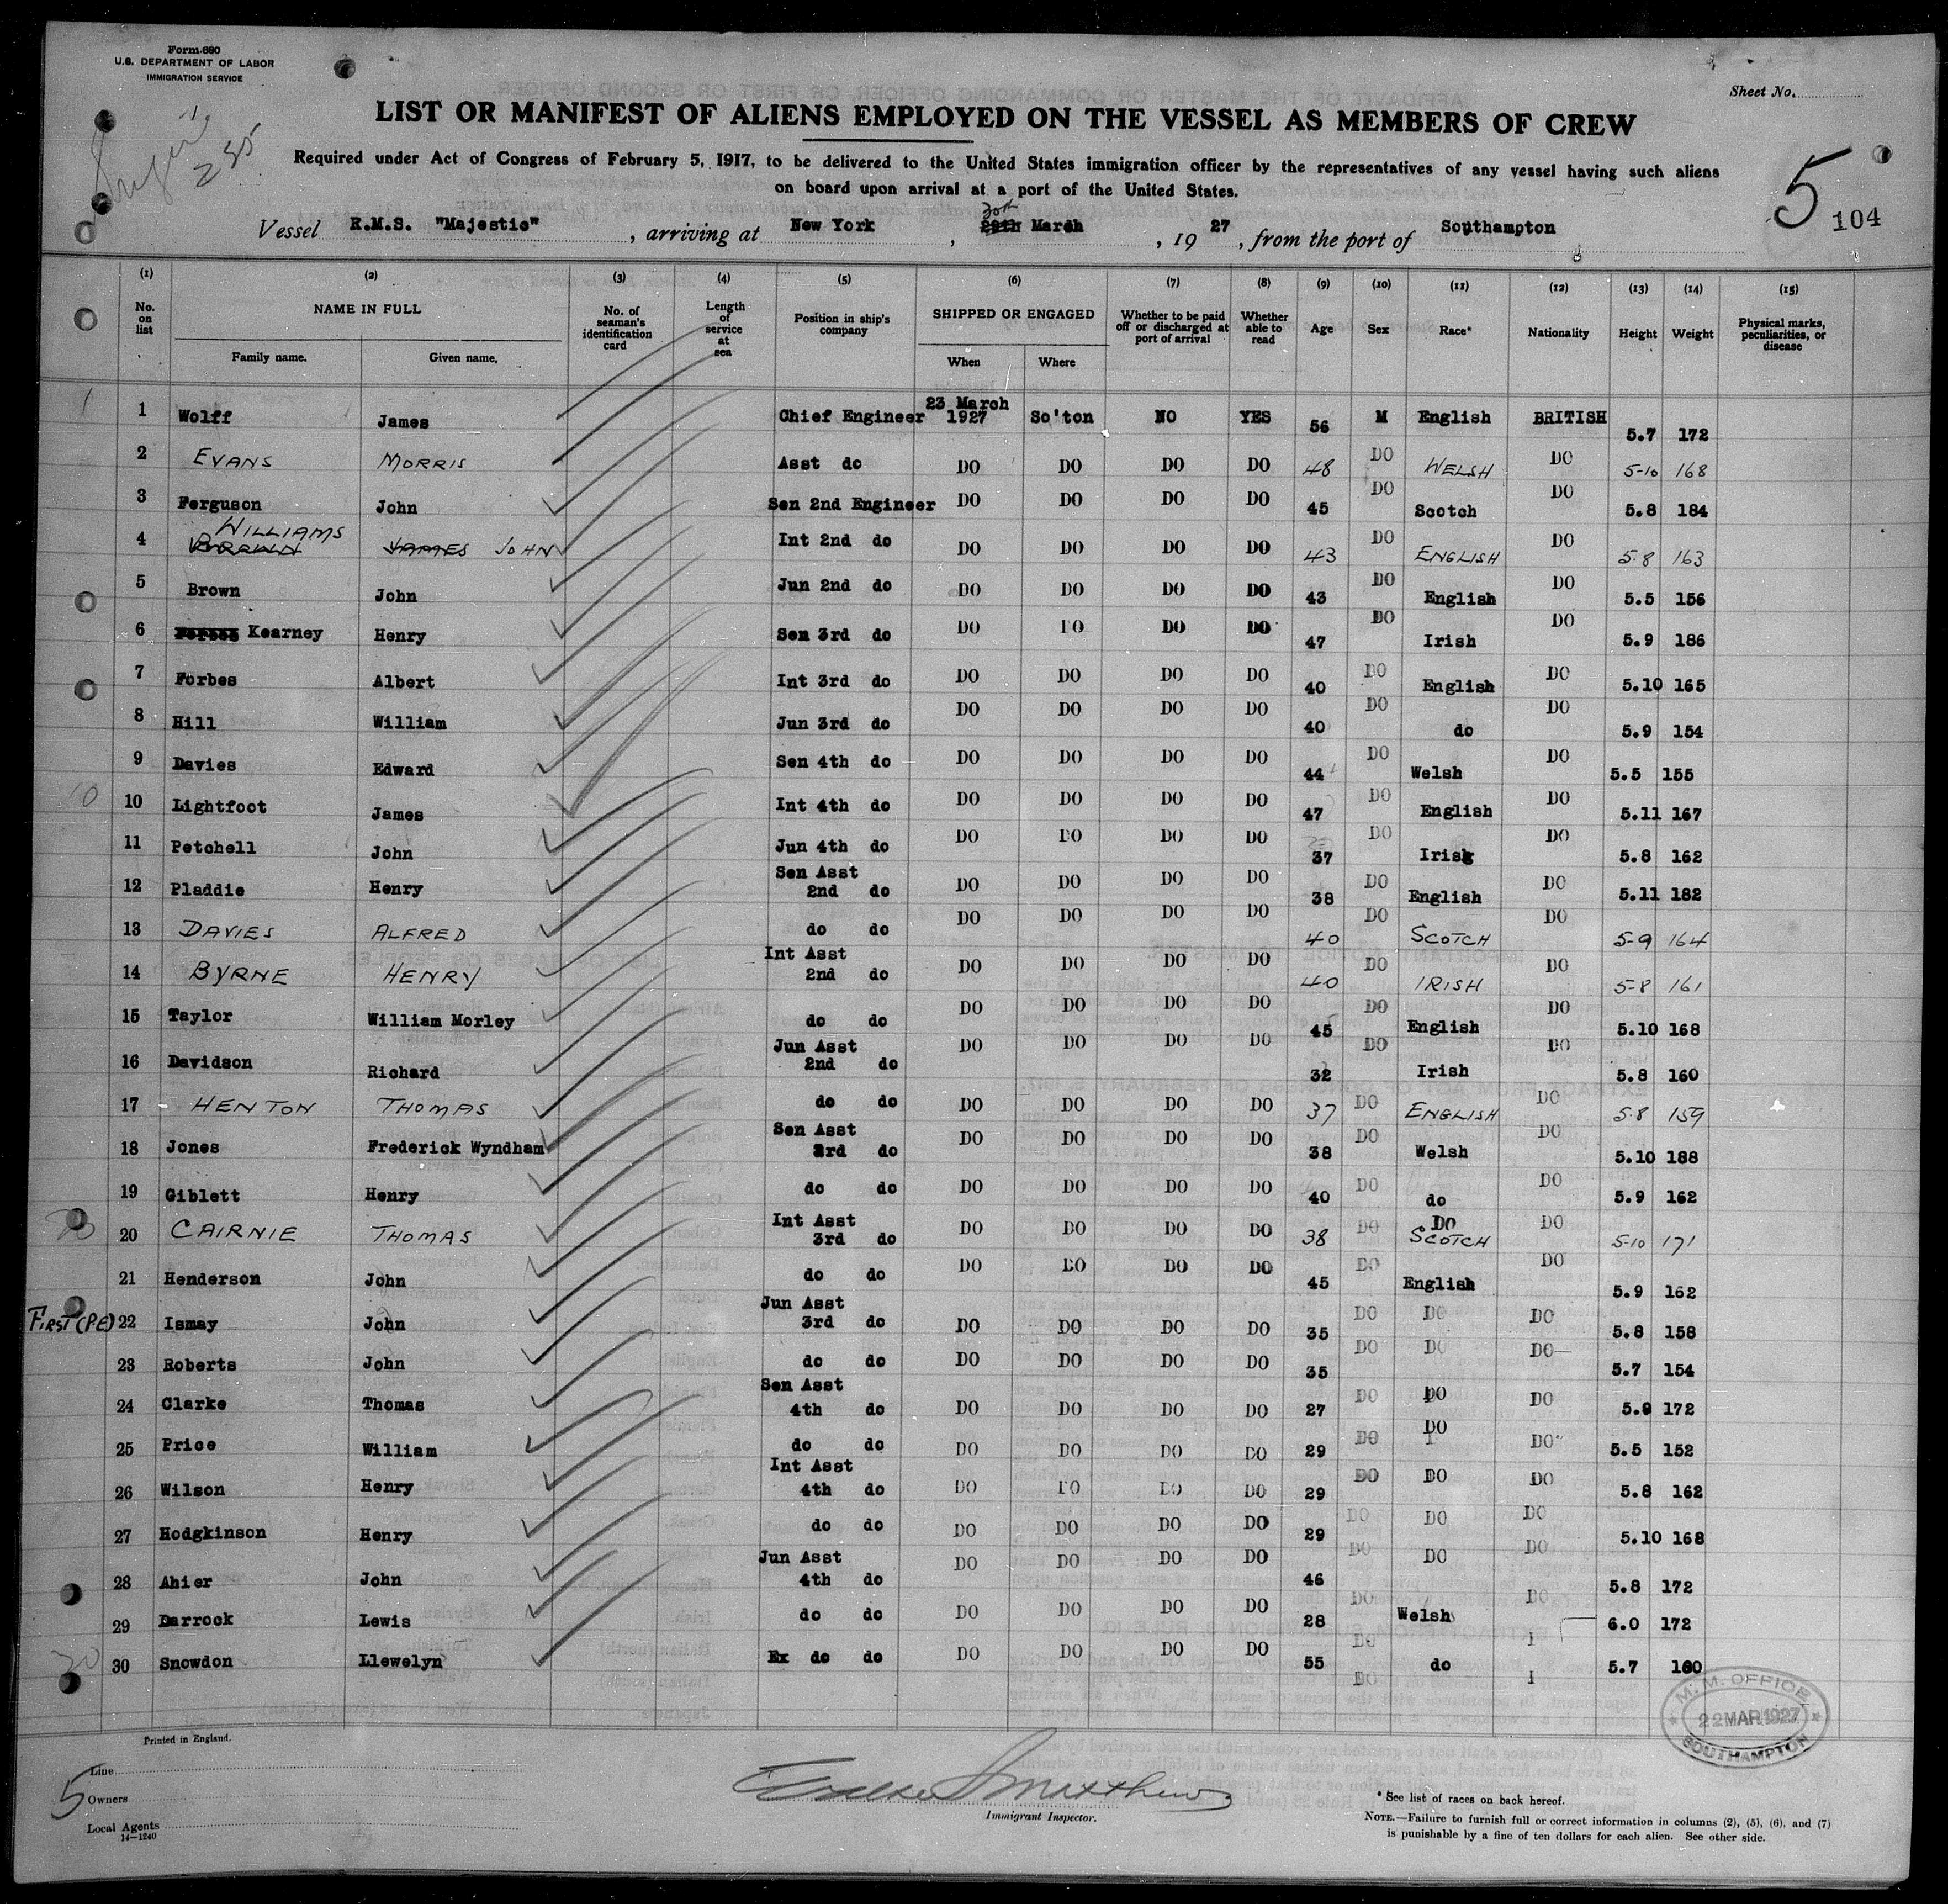 Form 680
U.S. DEPARTMENT OF LABOR
IMMIGRATION SERVICE
Sheet No.
235
LIST OR MANIFEST OF ALIENS EMPLOYED ON THE VESSEL AS MEMBERS OF CREW
Required under Act of Congress of February 5, 1917, to be delivered to the United States immigration officer by the representatives of any vessel having such aliens
on board upon arrival at a port of the United States.
5 104
30th
Vessel R.M.S. "Majestic", arriving at New York, 29th March, 1927, from the port of Southampton
(1) (2) (3) (4) (5) (6) (7) (8) (9) (10) (11) (12) (13) (14) (15)
No. on list NAME IN FULL Family name. Given name. No. of seaman's identification card Length of service at sea Position in ship's company SHIPPED OR ENGAGED When Where Whether to be paid off or discharged at port of arrival Whether able to read Age Sex Race* Nationality Height Weight Physical marks, peculiarities, or disease
1 1 Wolff James Chief Engineer 23 March 1927 So'ton NO YES 56 M English BRITISH 5.7 172
2 EVANS MORRIS Asst do DO DO DO DO 48 DO WELSH DO 5-10 168
3 Ferguson John Sen 2nd Engineer DO DO DO DO 45 DO Scotch DO 5.8 184
4 WILLIAMS BROWN JAMES JOHN Int 2nd do DO DO DO DO 43 DO ENGLISH DO 5.8 163
5 Brown John Jun 2nd do DO DO DO DO 43 DO English DO 5.5 156
6 Forbes Kearney Henry Sen 3rd do DO DO DO DO 47 DO Irish DO 5.9 186
7 Forbes Albert Int 3rd do DO DO DO DO 40 DO English DO 5.10 165
8 Hill William Jun 3rd do DO DO DO DO 40 DO do DO 5.9 154
9 Davies Edward Sen 4th do DO DO DO DO 44 DO Welsh DO 5.5 155
10 10 Lightfoot James Int 4th do DO DO DO DO 47 DO English DO 5.11 167
11 Petchell John Jun 4th do DO DO DO DO 37 DO Irish DO 5.8 162
12 Pladdie Henry Sen Asst 2nd do DO DO DO DO 38 DO English DO 5.11 182
13 DAVIES ALFRED do do DO DO DO DO 40 DO SCOTCH DO 5-9 164
14 BYRNE HENRY Int Asst 2nd do DO DO DO DO 40 DO IRISH DO 5-8 161
15 Taylor William Morley do do DO DO DO DO 45 DO English DO 5.10 168
16 Davidson Richard Jun Asst 2nd do DO DO DO DO 32 DO Irish DO 5.8 160
17 HENTON THOMAS do do DO DO DO DO 37 DO ENGLISH DO 5.8 159
18 Jones Frederick Wyndham Sen Asst 3rd do DO DO DO DO 38 DO Welsh DO 5.10 188
19 Giblett Henry do do DO DO DO DO 40 DO do DO 5.9 162
20 20 CAIRNIE THOMAS Int Asst 3rd do DO DO DO DO 38 DO DO SCOTCH DO 5-10 171
21 Henderson John do do DO DO DO DO 45 DO English DO 5.9 162
FIRST (P.E) 22 Ismay John Jun Asst 3rd do DO DO DO DO 35 DO DO DO 5.8 158
23 Roberts John do do DO DO DO DO 35 DO DO DO 5.7 154
24 Clarke Thomas Sen Asst 4th do DO DO DO DO 27 DO DO DO 5.9 172
25 Price William do do DO DO DO DO 29 DO DO DO 5.5 152
26 Wilson Henry Int Asst 4th do DO DO DO DO 29 DO DO DO 5.8 162
27 Hodgkinson Henry do do DO DO DO DO 29 DO DO DO 5.10 168
28 Ahier John Jun Asst 4th do DO DO DO DO 46 DO DO DO 5.8 172
29 Darrock Lewis do do DO DO DO DO 28 DO Welsh DO 6.0 172
30 30 Snowdon Llewelyn Ex do do DO DO DO DO 55 DO do 5.7 160
M.M. OFFICE
22 MAR 1927
SOUTHAMPTON
Printed in England.
5
Line
Owners
Local Agents
14-1240
Immigrant Inspector.
* See list of races on back hereof.
NOTE.—Failure to furnish full or correct information in columns (2), (5), (6), and (7)
is punishable by a fine of ten dollars for each alien. See other side.